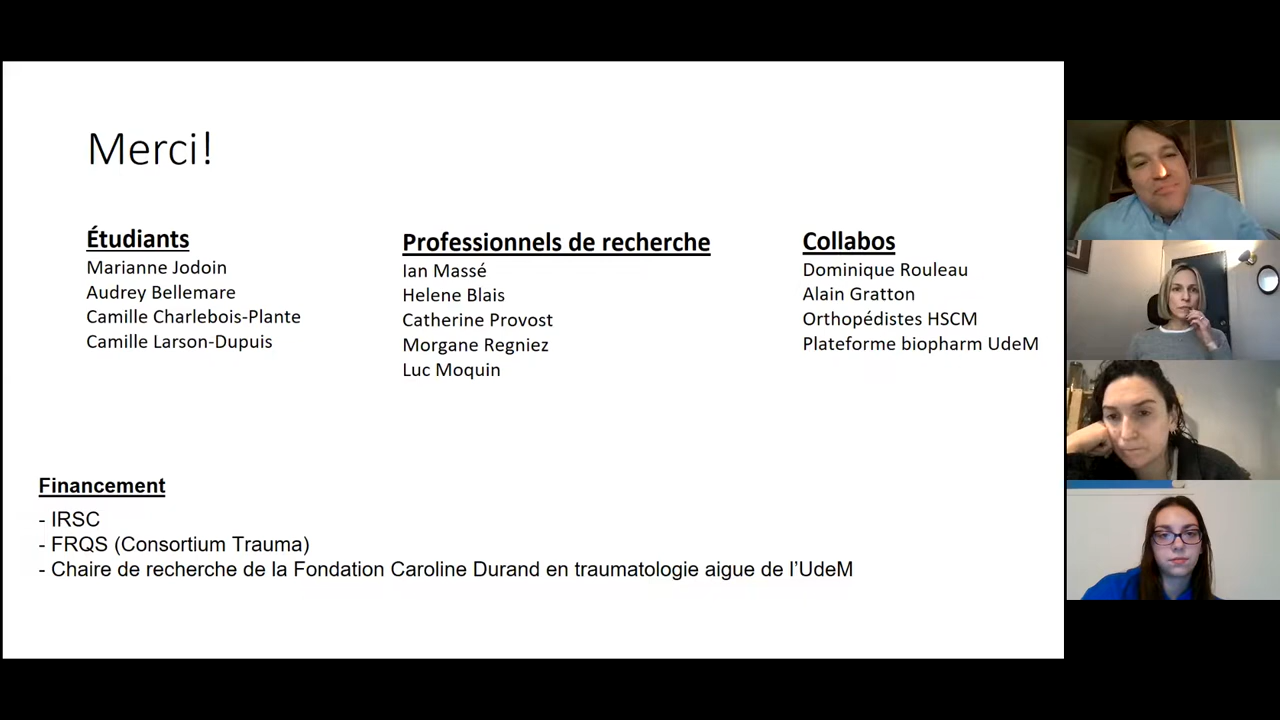 Merci!
Étudiants
Marianne Jodoin
Audrey Bellemare
Camille Charlebois-Plante
Camille Larson-Dupuis
Professionnels de recherche
Ian Massé
Helene Blais
Catherine Provost
Morgane Regniez
Luc Moquin
Collabos
Dominique Rouleau
Alain Gratton
Orthopédistes HSCM
Plateforme biopharm UdeM
Financement
- IRSC
- FRQS (Consortium Trauma)
- Chaire de recherche de la Fondation Caroline Durand en traumatologie aigue de l’UdeM